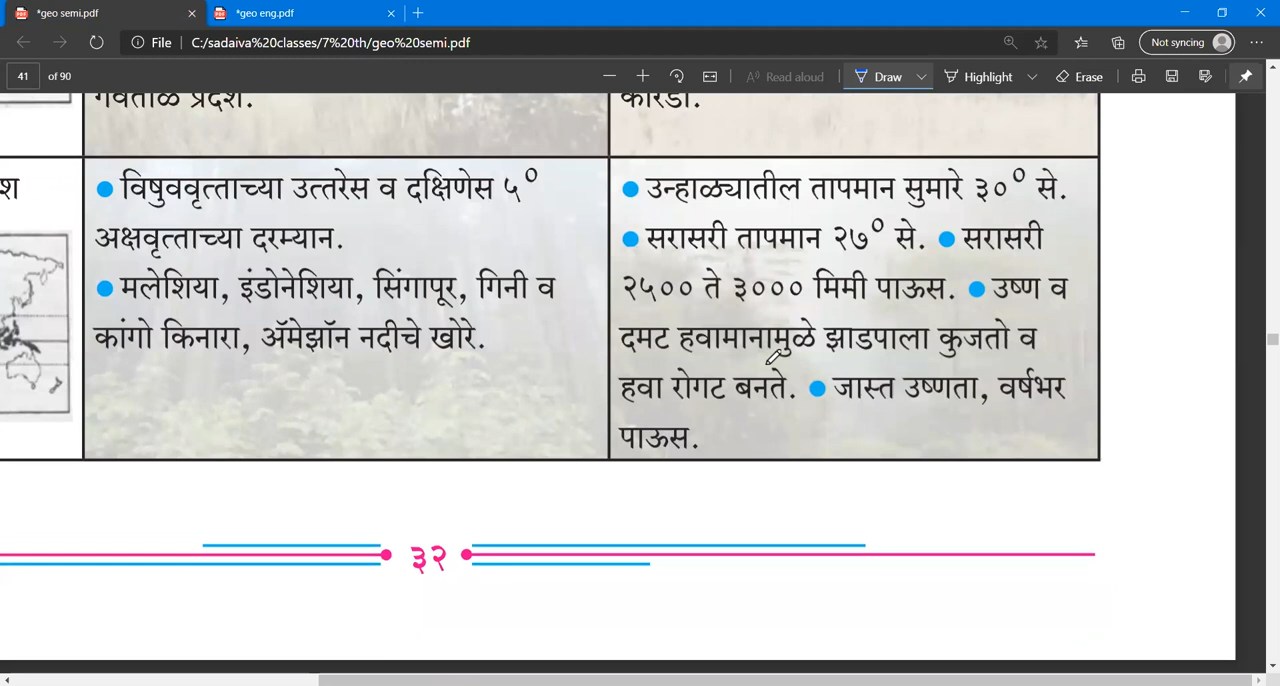 *geo semi.pdf
*geo eng.pdf
File
C:/sadaiva%20classes/7%20th/geo%20semi.pdf
Not syncing
41 of 90
Read aloud
Draw
Highlight
Erase
गवताळ प्रदेश.
कोरडा.
श
विषुववृत्ताच्या उत्तरेस व दक्षिणेस ५° अक्षवृत्ताच्या दरम्यान.
मलेशिया, इंडोनेशिया, सिंगापूर, गिनी व
कांगो किनारा, ॲमेझॉन नदीचे खोरे.
उन्हाळ्यातील तापमान सुमारे ३०° से.
सरासरी तापमान २७° से. ● सरासरी
२५०० ते ३००० मिमी पाऊस. ● उष्ण व
दमट हवामानामुळे झाडपाला कुजतो व
हवा रोगट बनते. ● जास्त उष्णता, वर्षभर
पाऊस.
३२